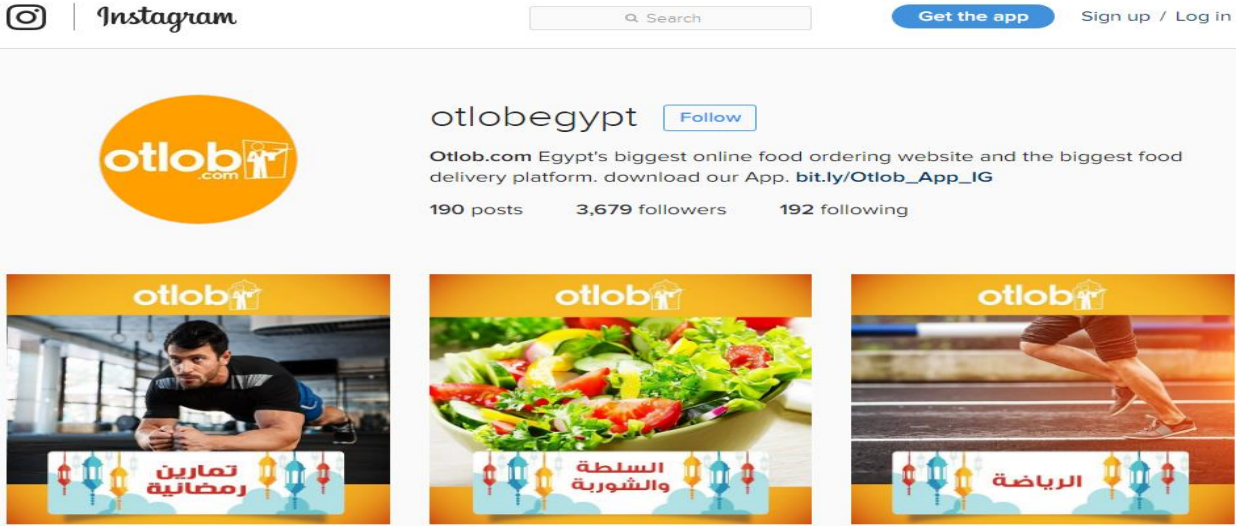 Instagram
Search
Get the app
Sign up / Log in
otlob
.com
otlobegypt
Follow
Otlob.com Egypt's biggest online food ordering website and the biggest food
delivery platform. download our App. bit.ly/Otlob_App_IG
190 posts 3,679 followers 192 following
otlob
تمارين
رمضانية
otlob
السلطة
والشوربة
otlob
الرياضة